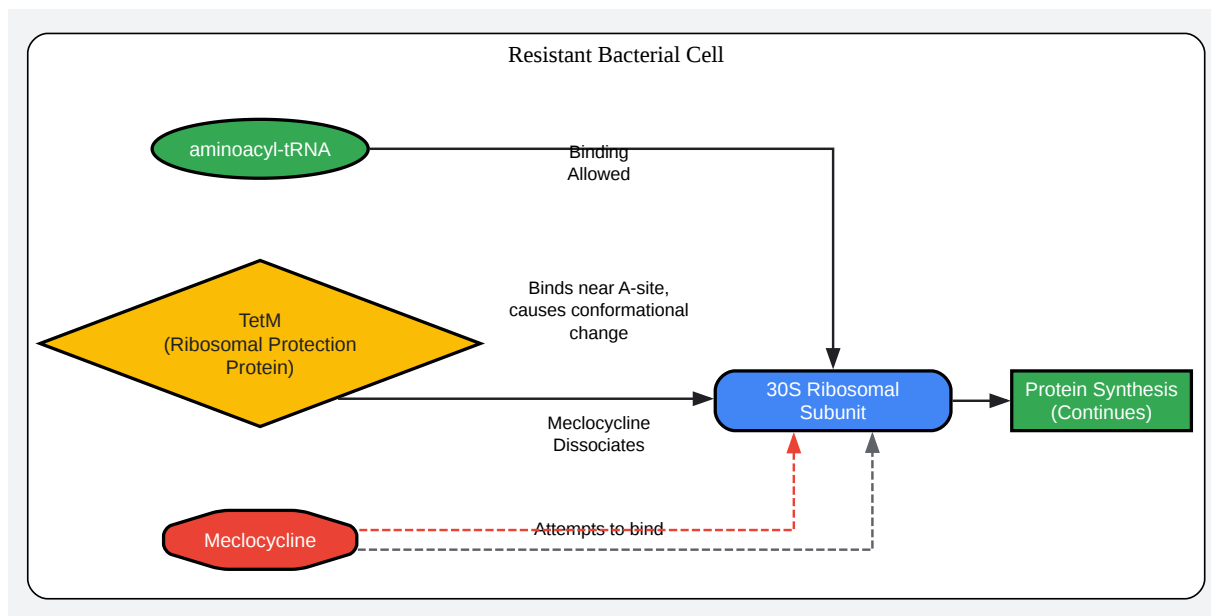 Resistant Bacterial Cell
aminoacyl-tRNA
Binding
Allowed
Binds near A-site,
causes conformational
change
TetM
(Ribosomal Protection
Protein)
30S Ribosomal
Subunit
Protein Synthesis
(Continues)
Meclocycline
Dissociates
Attempts to bind
Meclocycline